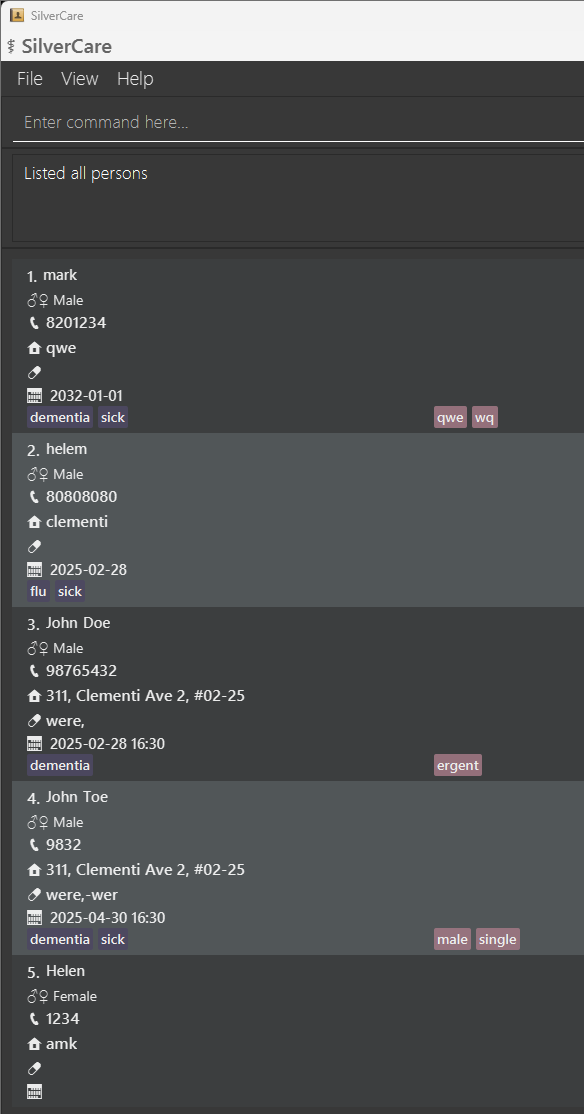 SilverCare
SilverCare
File View Help
Enter command here...
Listed all persons
1. mark
Male
8201234
qwe
2032-01-01
dementia sick qwe wq
2. helem
Male
80808080
clementi
2025-02-28
flu sick
3. John Doe
Male
98765432
311, Clementi Ave 2, #02-25
were,
2025-02-28 16:30
dementia ergent
4. John Toe
Male
9832
311, Clementi Ave 2, #02-25
were,-wer
2025-04-30 16:30
dementia sick male single
5. Helen
Female
1234
amk